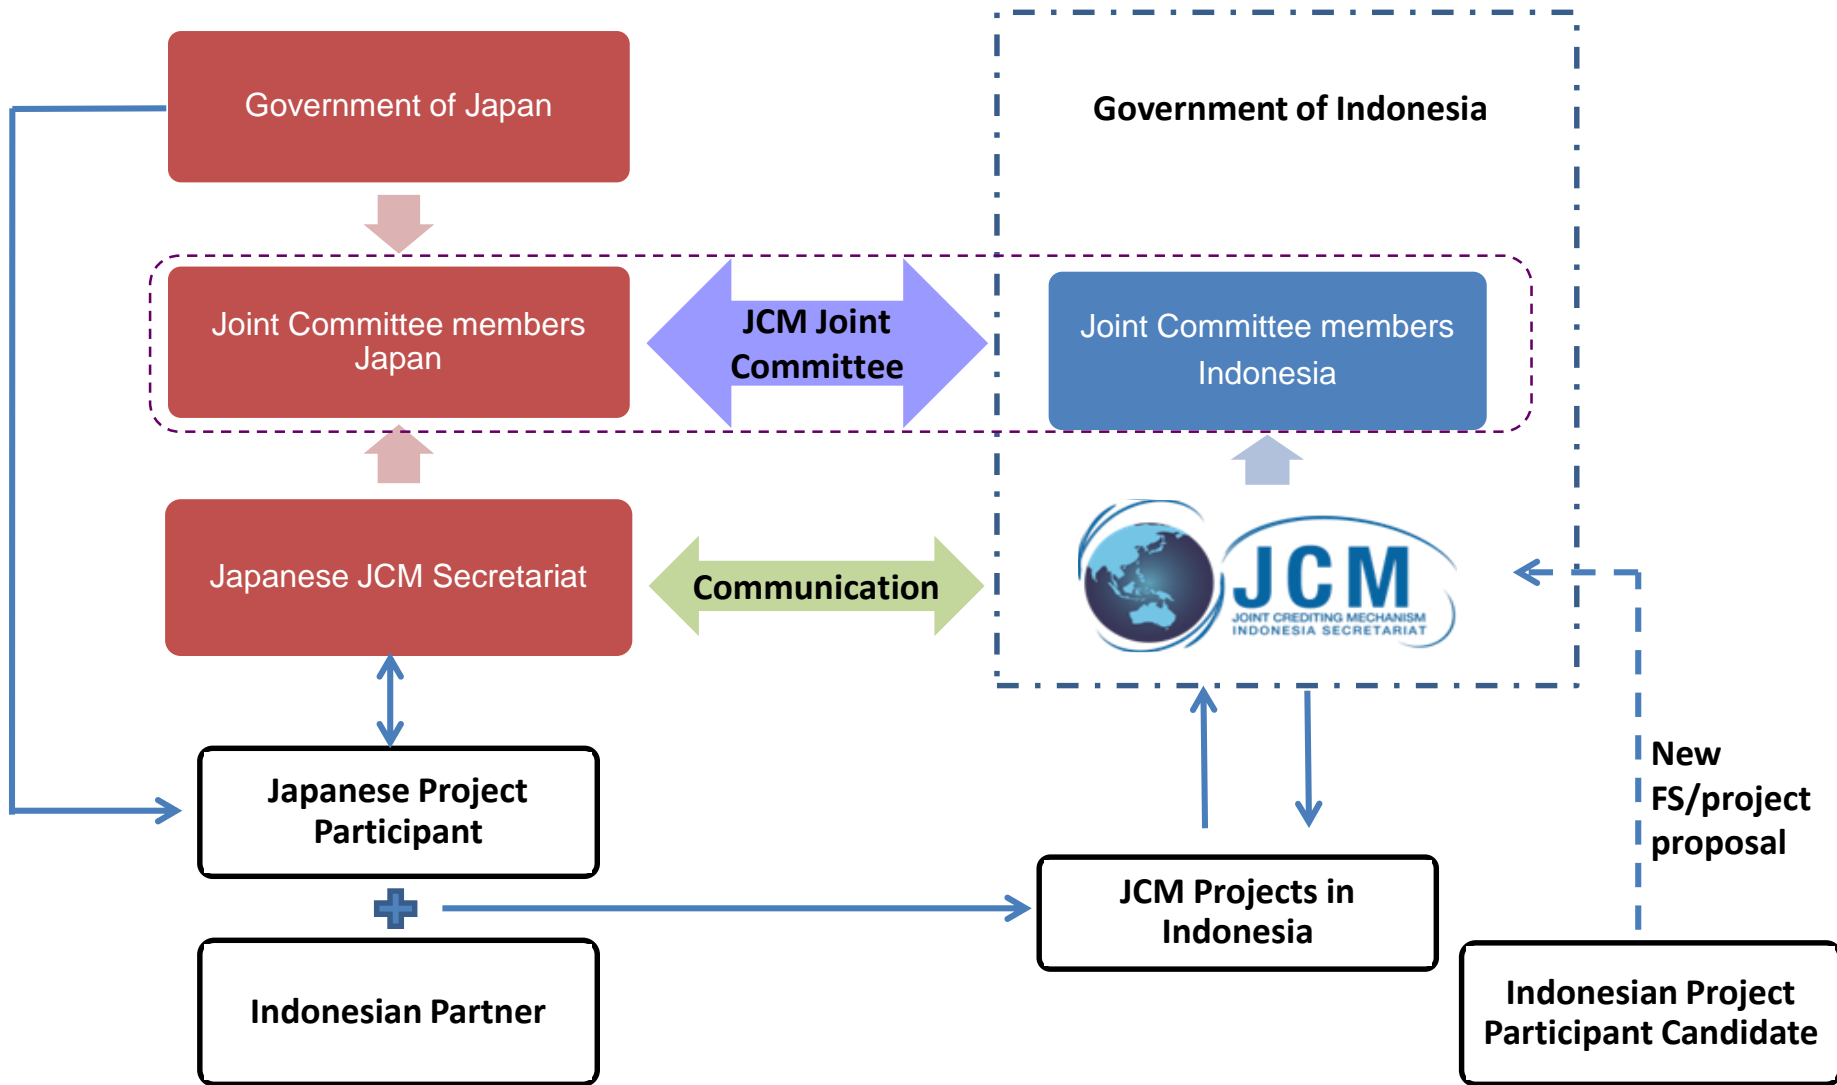 Government of Japan
Government of Indonesia
Joint Committee members
Japan
JCM Joint
Committee
Joint Committee members
Indonesia
Japanese JCM Secretariat
Communication
JCM
JOINT CREDITING MECHANISM
INDONESIA SECRETARIAT
Japanese Project
Participant
New
FS/project
proposal
JCM Projects in
Indonesia
Indonesian Partner
Indonesian Project
Participant Candidate